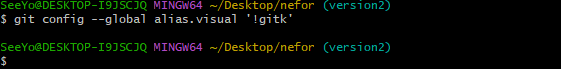 SeeYo@DESKTOP-I9JSCJQ MINGW64 ~/Desktop/nefor (version2)
$ git config --global alias.visual '!gitk'
SeeYo@DESKTOP-I9JSCJQ MINGW64 ~/Desktop/nefor (version2)
$